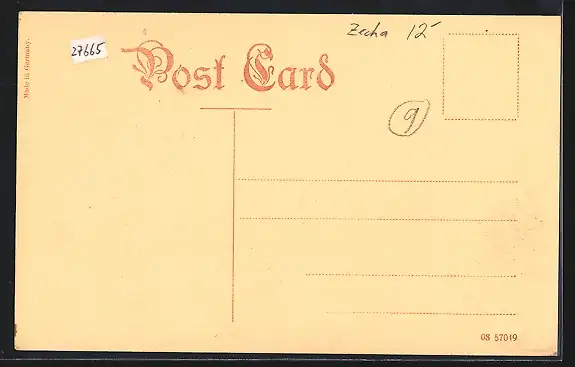 Zecha 12-
27665
Post Card
Made in Germany.
9
GS 57049